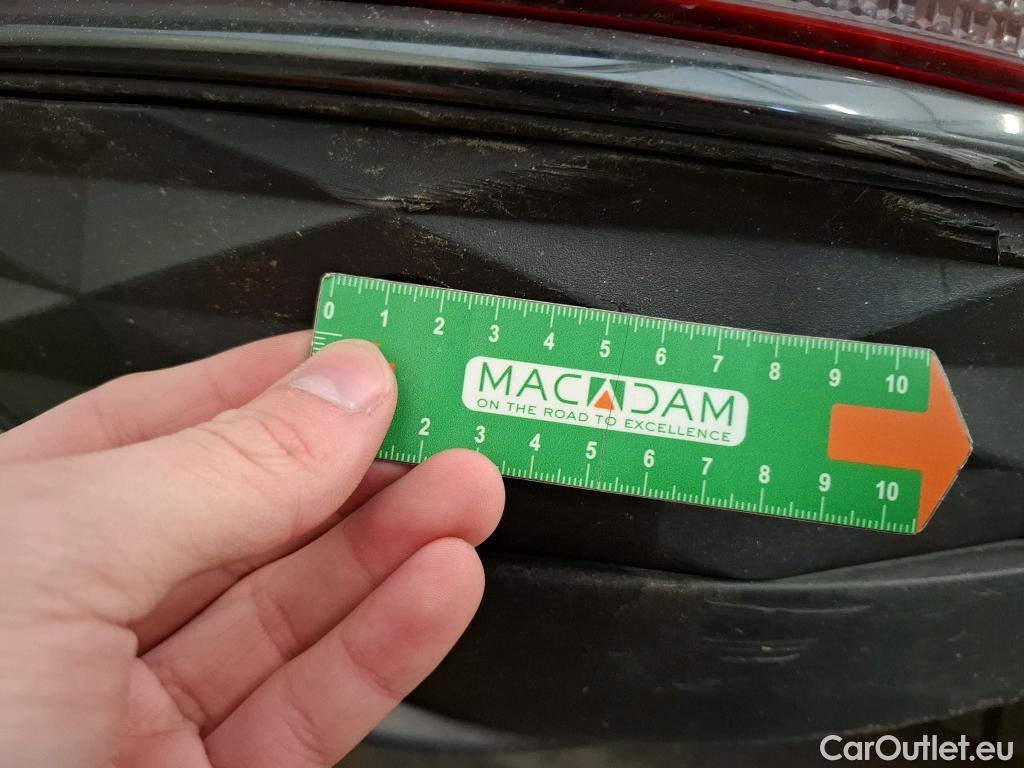 0 1 2 3 4 5 6 7 8 9 10
MACADAM
ON THE ROAD TO EXCELLENCE
2 3 4 5 6 7 8 9 10
CarOutlet.eu